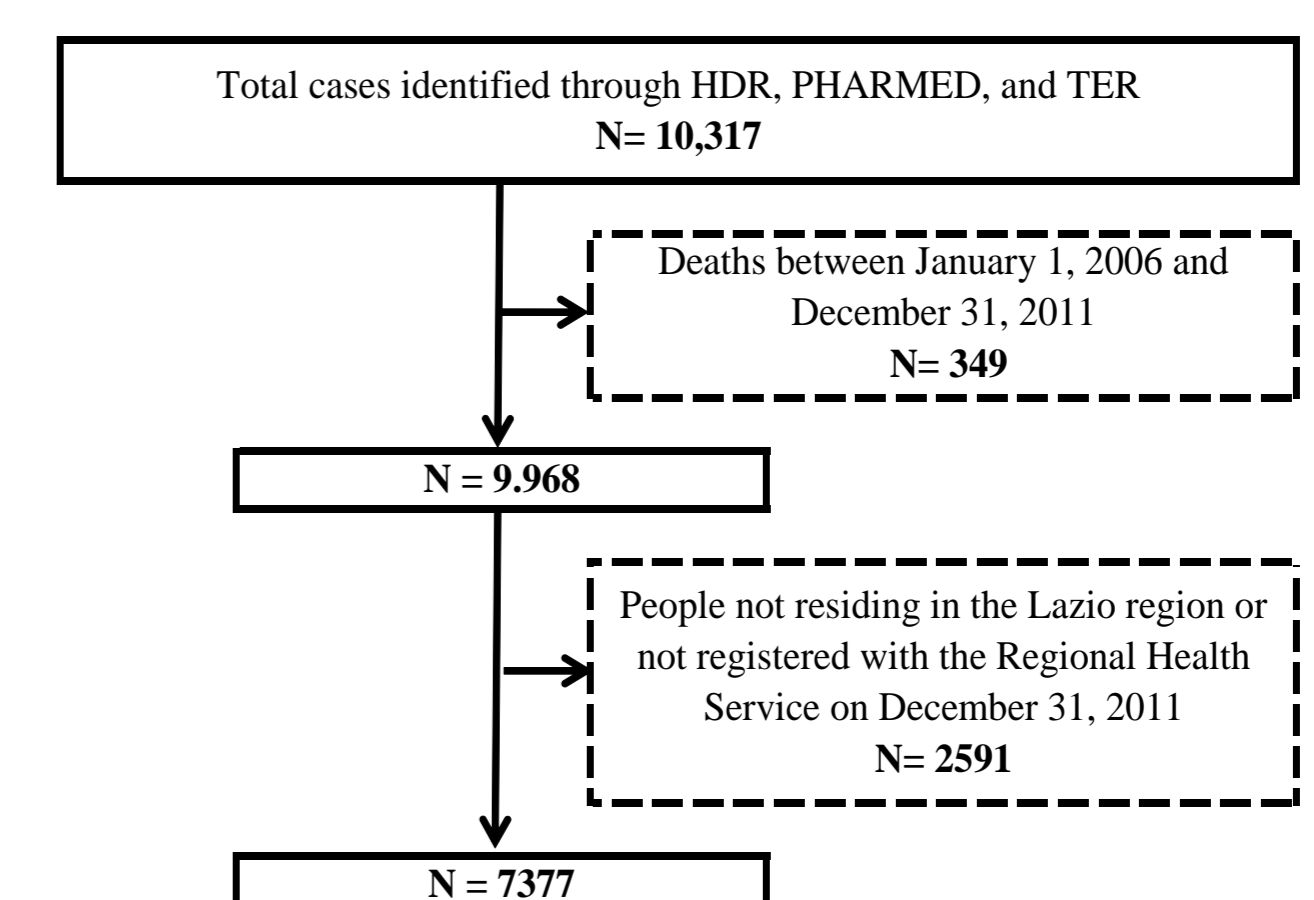 Total cases identified through HDR, PHARMED, and TER
N= 10,317
Deaths between January 1, 2006 and
December 31, 2011
N= 349
N = 9.968
People not residing in the Lazio region or
not registered with the Regional Health
Service on December 31, 2011
N= 2591
N = 7377